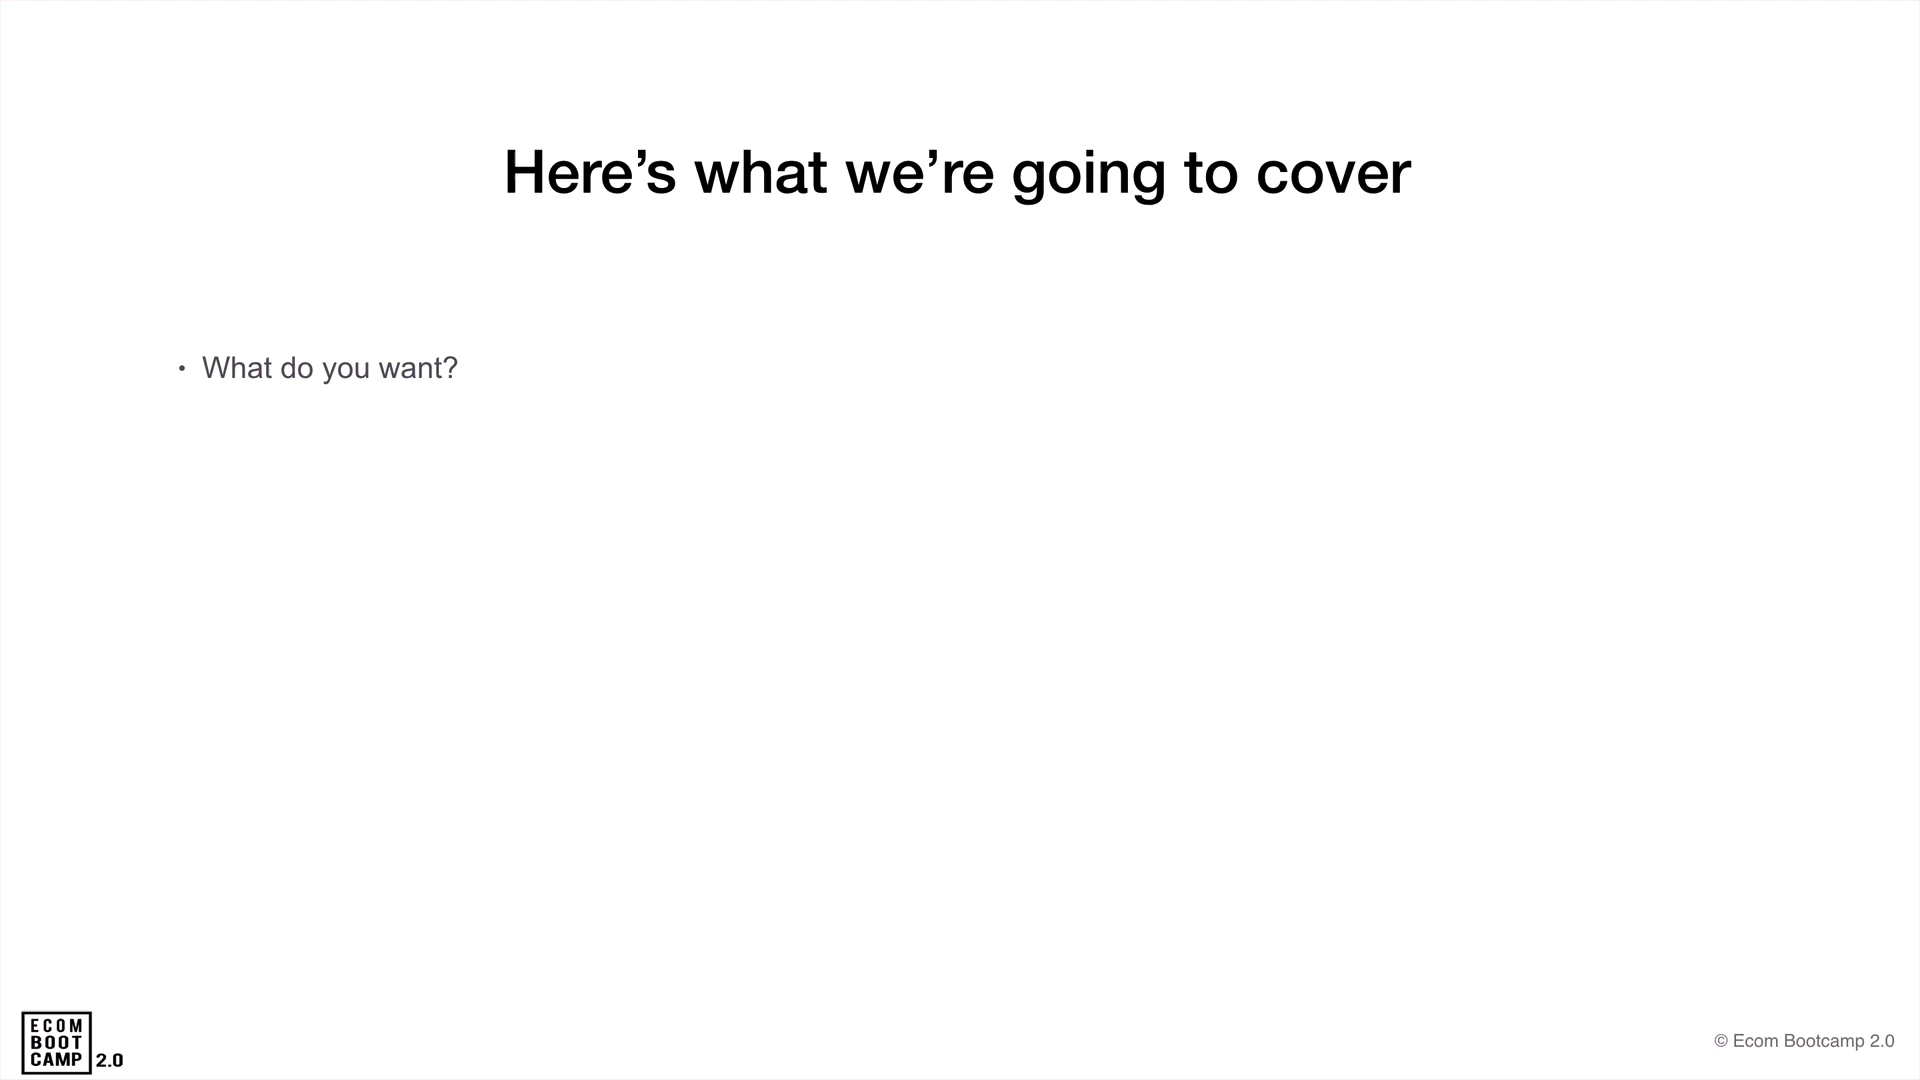 Here’s what we’re going to cover
• What do you want?
ECOM
BOOT
CAMP 2.0
© Ecom Bootcamp 2.0